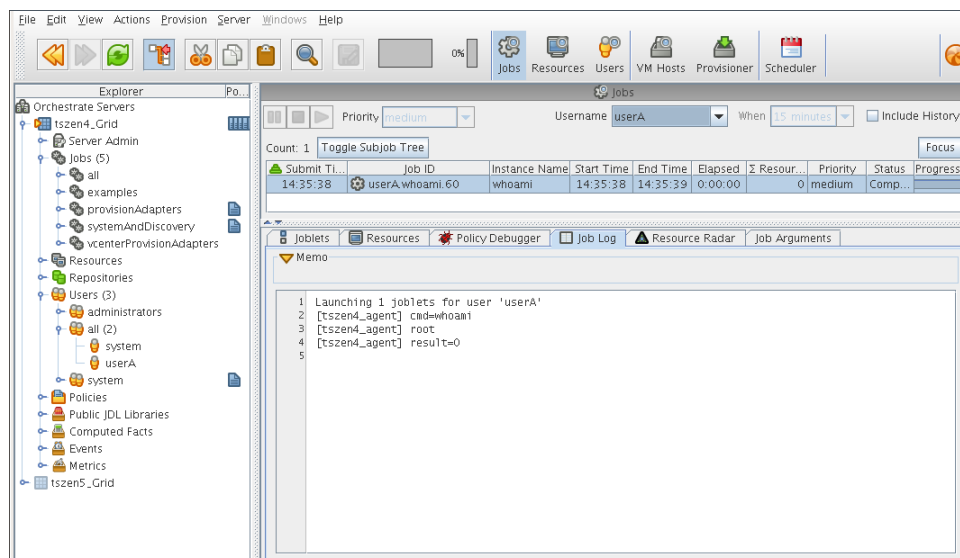 File Edit View Actions Provision Server Windows Help
0%
Jobs Resources Users VM Hosts Provisioner Scheduler
Explorer Po...
Orchestrate Servers
tszen4_Grid
Server Admin
Jobs (5)
all
examples
provisionAdapters
systemAndDiscovery
vcenterProvisionAdapters
Resources
Repositories
Users (3)
administrators
all (2)
system
userA
system
Policies
Public JDL Libraries
Computed Facts
Events
Metrics
tszen5_Grid
Jobs
Priority medium Username userA When 15 minutes Include History
Count: 1 Toggle Subjob Tree Focus
Submit Ti... Job ID Instance Name Start Time End Time Elapsed Σ Resour... Priority Status Progress
14:35:38 userA.whoami.60 whoami 14:35:38 14:35:39 0:00:00 0 medium Comp...
Joblets Resources Policy Debugger Job Log Resource Radar Job Arguments
Memo
1 Launching 1 joblets for user 'userA'
2 [tszen4_agent] cmd=whoami
3 [tszen4_agent] root
4 [tszen4_agent] result=0
5